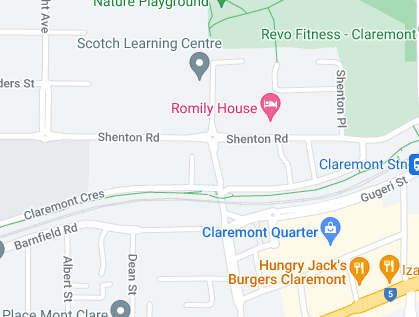 Nature Playground
Revo Fitness - Claremont
Scotch Learning Centre
Romily House
Shenton Pl
Shenton Rd
Shenton Rd
Claremont Stn
Gugeri St
Claremont Cres
Barnfield Rd
Claremont Quarter
Albert St
Dean St
Hungry Jack's
Burgers Claremont
5
Place Mont Clare